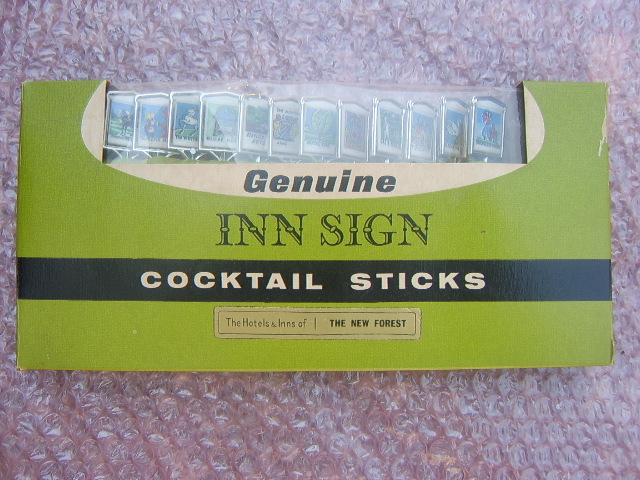 Genuine
INN SIGN
COCKTAIL STICKS
The Hotels & Inns of | THE NEW FOREST